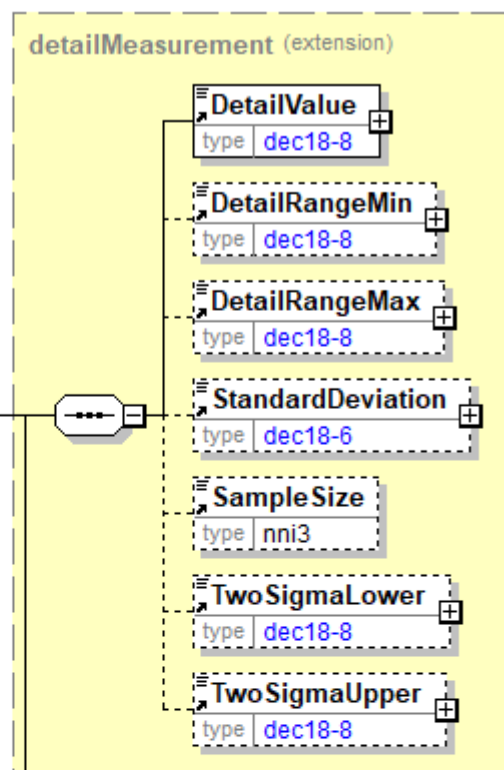 detailMeasurement (extension)
DetailValue
type dec18-8
DetailRangeMin
type dec18-8
DetailRangeMax
type dec18-8
StandardDeviation
type dec18-6
SampleSize
type nni3
TwoSigmaLower
type dec18-8
TwoSigmaUpper
type dec18-8